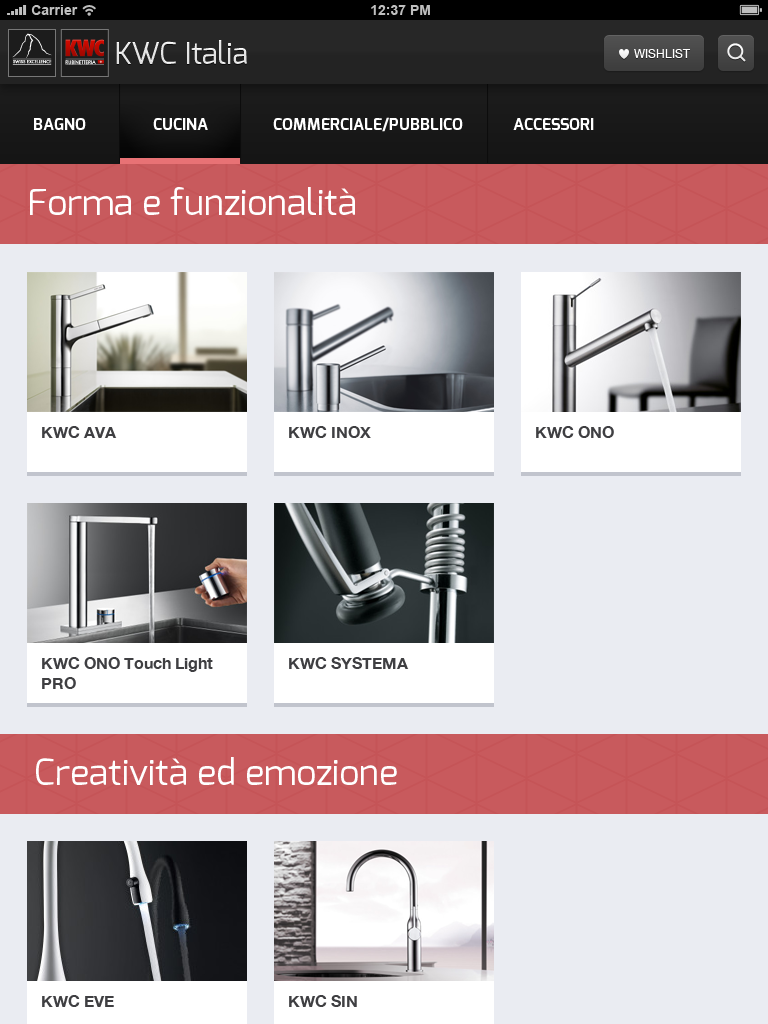 Carrier
12:37 PM
SWISS EXCELLENCE
KWC
RUBINETTERIA
KWC Italia
WISHLIST
BAGNO
CUCINA
COMMERCIALE/PUBBLICO
ACCESSORI
Forma e funzionalità
KWC AVA
KWC INOX
KWC ONO
KWC ONO Touch Light
PRO
KWC SYSTEMA
Creatività ed emozione
KWC EVE
KWC SIN